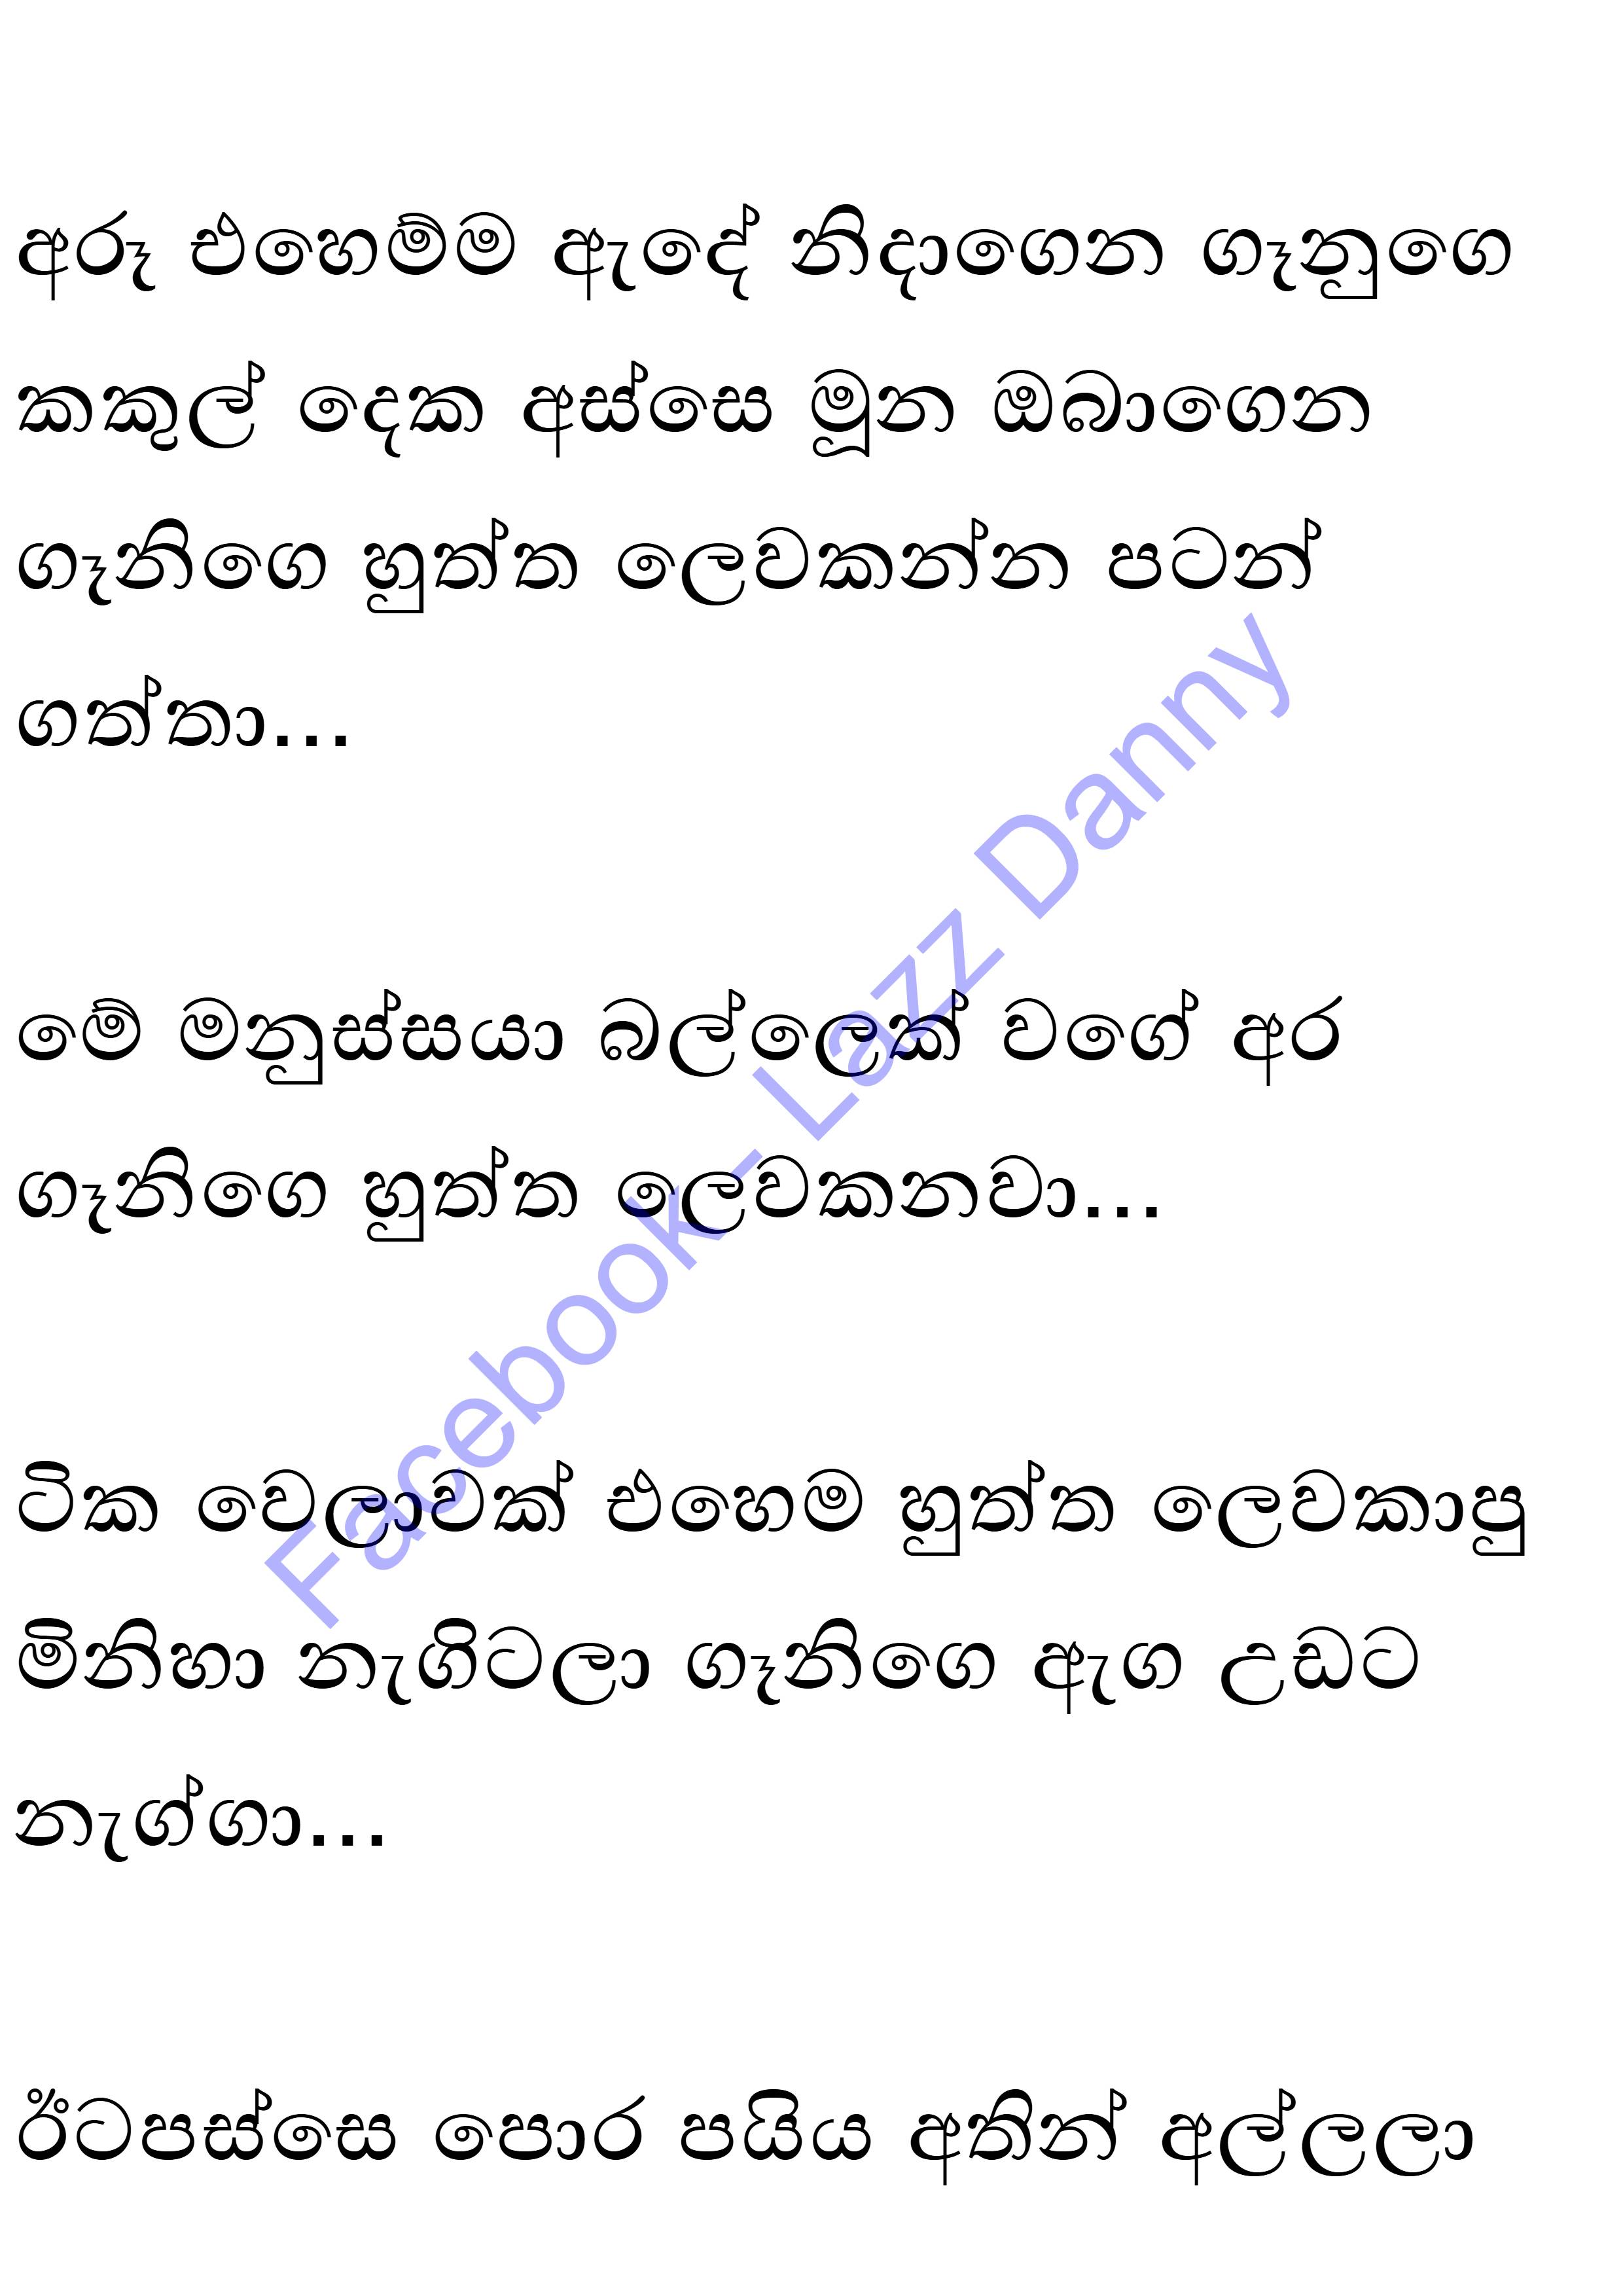 අරූ එහෙම්ම ඇදේ නිදාගෙන ගෑනුගෙ
කකුල් දෙක අස්සෙ මූන ඔබාගෙන
ගෑනිගෙ හුත්ත ලෙවකන්න පටන්
ගත්තා...
මේ මනුස්සයා බල්ලෙක් වගේ අර
ගෑනිගෙ හුත්ත ලෙවකනවා...
ටික වෙලාවක් එහෙම හුත්ත ලෙවකාපු
මිනිහා නැගිටලා ගෑනිගෙ ඇග උඩට
නැග්ගා...
ඊටපස්සෙ පොර පයිය අතින් අල්ලලා
Facebook- Lazz Danny